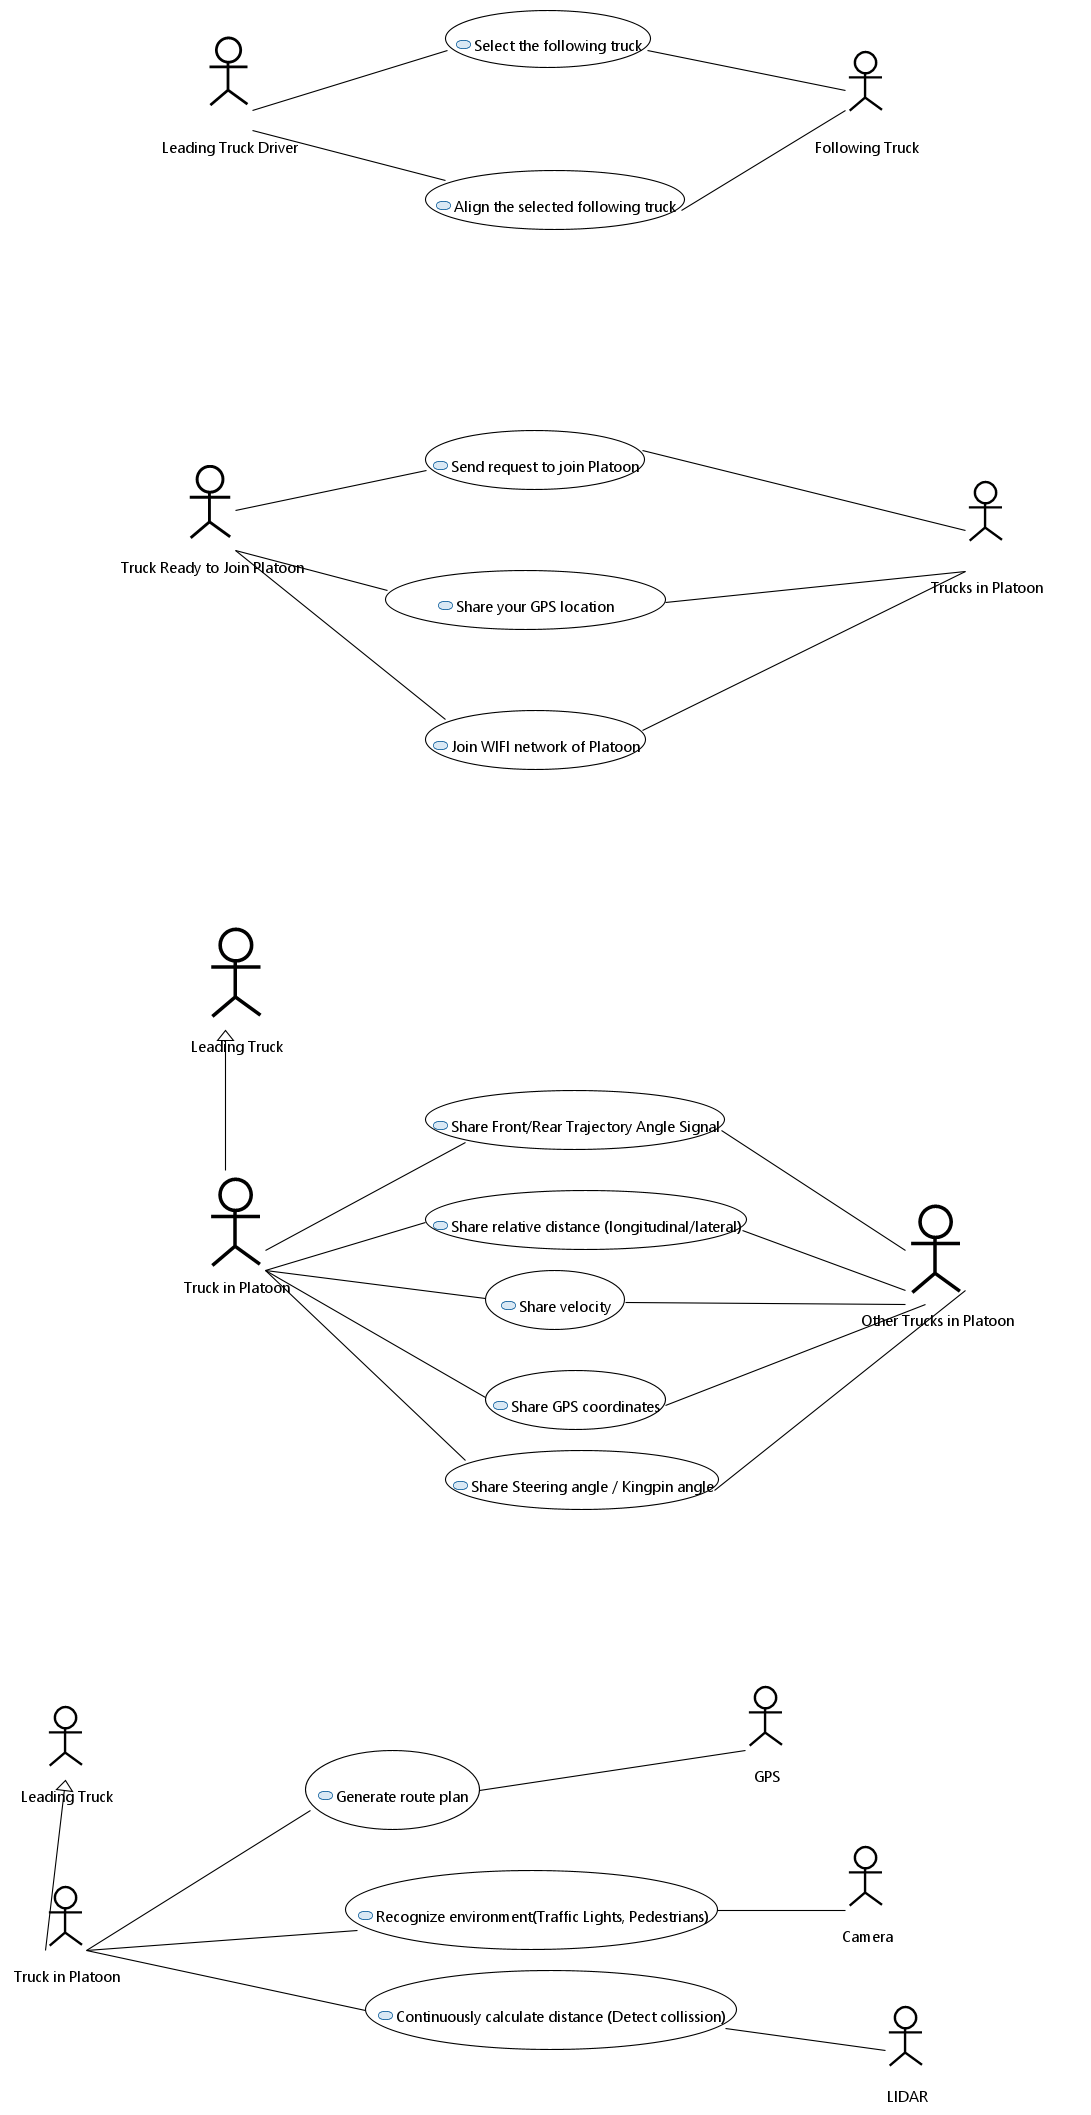 Select the following truck
Leading Truck Driver
Following Truck
Align the selected following truck
Send request to join Platoon
Truck Ready to Join Platoon
Trucks in Platoon
Share your GPS location
Join WIFI network of Platoon
Leading Truck
Share Front/Rear Trajectory Angle Signal
Share relative distance (longitudinal/lateral)
Truck in Platoon
Share velocity
Other Trucks in Platoon
Share GPS coordinates
Share Steering angle / Kingpin angle
GPS
Leading Truck
Generate route plan
Recognize environment(Traffic Lights, Pedestrians)
Camera
Truck in Platoon
Continuously calculate distance (Detect collission)
LIDAR